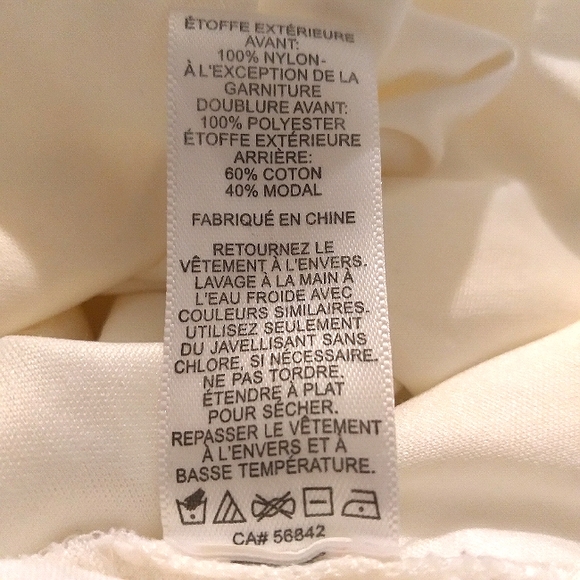 ÉTOFFE EXTÉRIEURE
AVANT:
100% NYLON-
À L'EXCEPTION DE LA
GARNITURE
DOUBLURE AVANT:
100% POLYESTER
ÉTOFFE EXTÉRIEURE
ARRIÈRE:
60% COTON
40% MODAL
FABRIQUÉ EN CHINE
RETOURNEZ LE
VÊTEMENT À L'ENVERS.
LAVAGE À LA MAIN À
L'EAU FROIDE AVEC
COULEURS SIMILAIRES.
UTILISEZ SEULEMENT
DU JAVELLISANT SANS
CHLORE, SI NÉCESSAIRE.
NE PAS TORDRE.
ÉTENDRE À PLAT
POUR SÉCHER.
REPASSER LE VÊTEMENT
À L'ENVERS ET À
BASSE TEMPÉRATURE.
CA# 56842